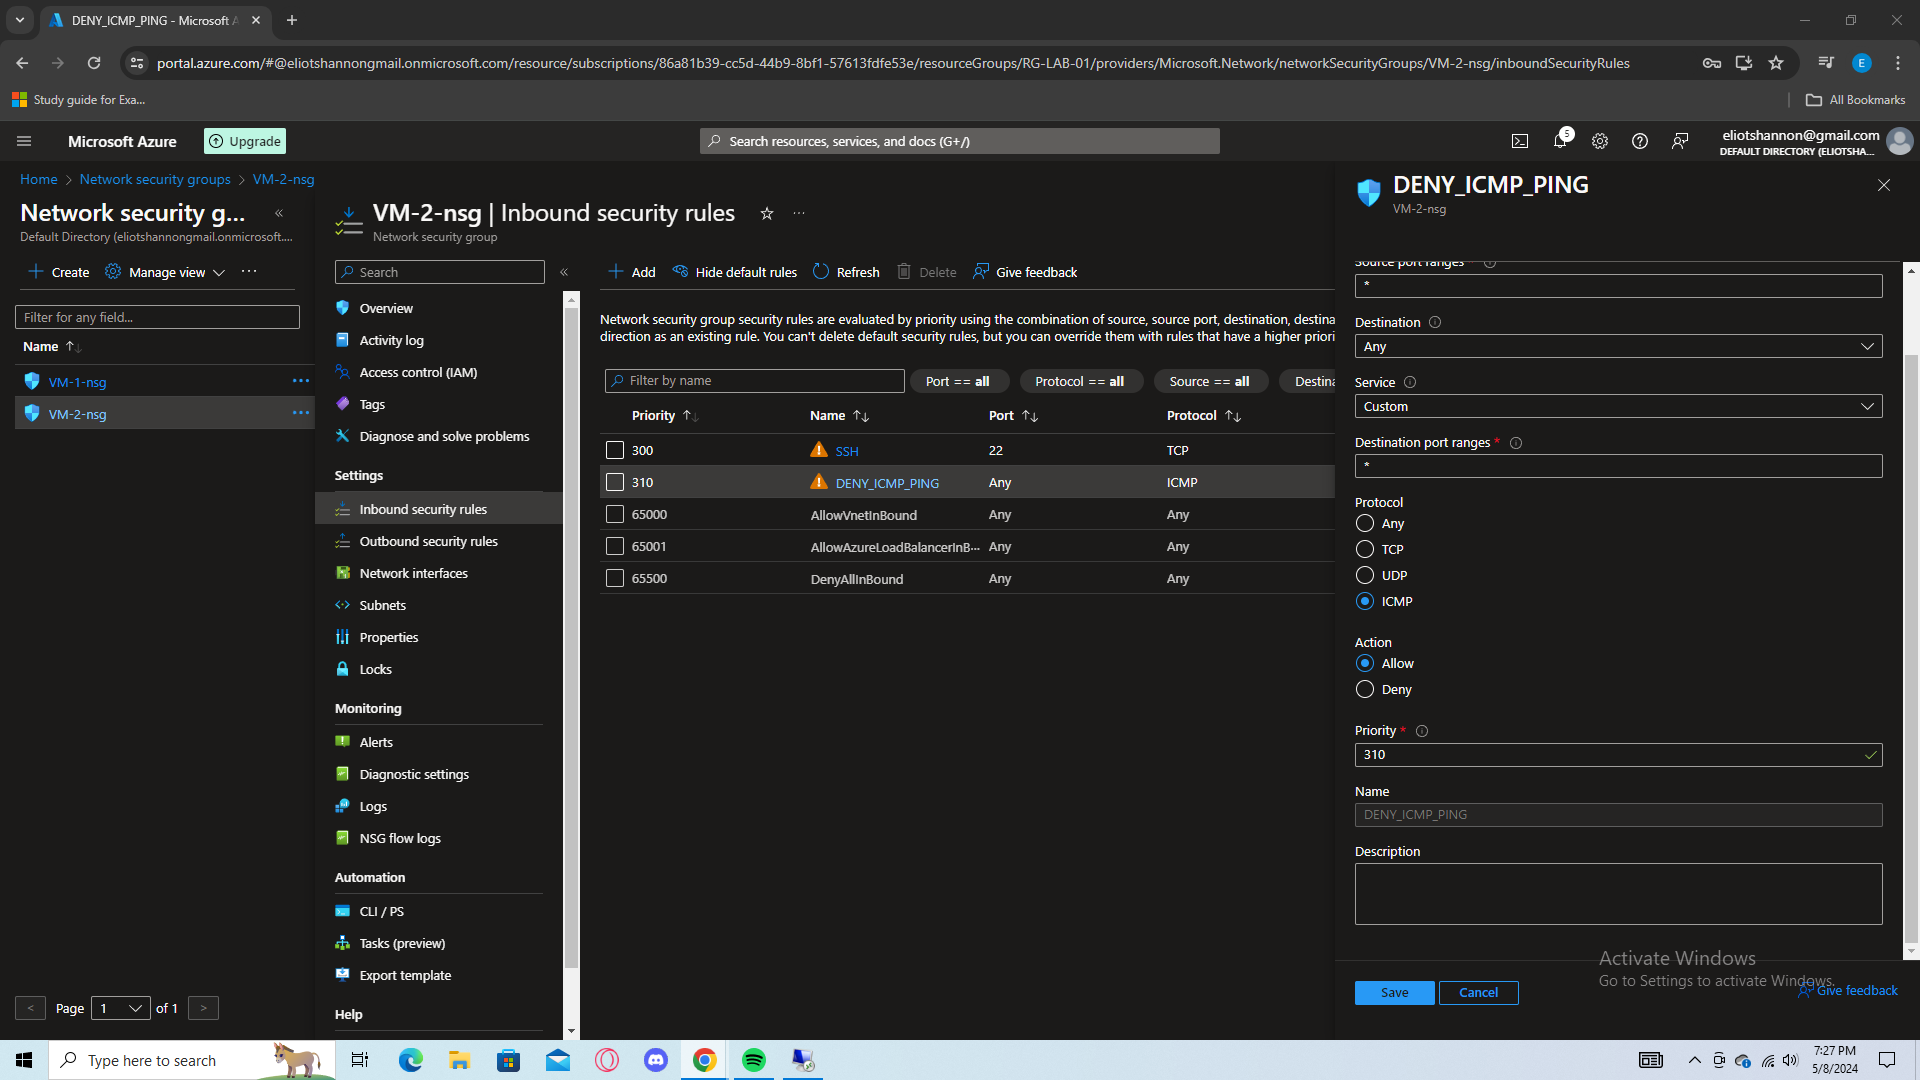 DENY_ICMP_PING - Microsoft A
portal.azure.com/#@eliotshannongmail.onmicrosoft.com/resource/subscriptions/86a81b39-cc5d-44b9-8bf1-57613fdfe53e/resourceGroups/RG-LAB-01/providers/Microsoft.Network/networkSecurityGroups/VM-2-nsg/inboundSecurityRules
E
Study guide for Exa...
All Bookmarks
Microsoft Azure
Upgrade
Search resources, services, and docs (G+/)
5
eliotshannon@gmail.com
DEFAULT DIRECTORY (ELIOTSHA...
Home > Network security groups > VM-2-nsg
Network security g...
Default Directory (eliotshannongmail.onmicrosoft....
Create
Manage view
Filter for any field...
Name
VM-1-nsg
VM-2-nsg
Page 1 of 1
VM-2-nsg | Inbound security rules
Network security group
Search
Overview
Activity log
Access control (IAM)
Tags
Diagnose and solve problems
Settings
Inbound security rules
Outbound security rules
Network interfaces
Subnets
Properties
Locks
Monitoring
Alerts
Diagnostic settings
Logs
NSG flow logs
Automation
CLI / PS
Tasks (preview)
Export template
Help
Add
Hide default rules
Refresh
Delete
Give feedback
Network security group security rules are evaluated by priority using the combination of source, source port, destination, destina
direction as an existing rule. You can't delete default security rules, but you can override them with rules that have a higher priori
Filter by name
Port == all
Protocol == all
Source == all
Destina
Priority Name Port Protocol
300 SSH 22 TCP
310 DENY_ICMP_PING Any ICMP
65000 AllowVnetInBound Any Any
65001 AllowAzureLoadBalancerInB... Any Any
65500 DenyAllInBound Any Any
DENY_ICMP_PING
VM-2-nsg
Source port ranges *
*
Destination
Any
Service
Custom
Destination port ranges *
*
Protocol
Any
TCP
UDP
ICMP
Action
Allow
Deny
Priority *
310
Name
DENY_ICMP_PING
Description
Activate Windows
Go to Settings to activate Windows.
Save
Cancel
Give feedback
Type here to search
7:27 PM
5/8/2024